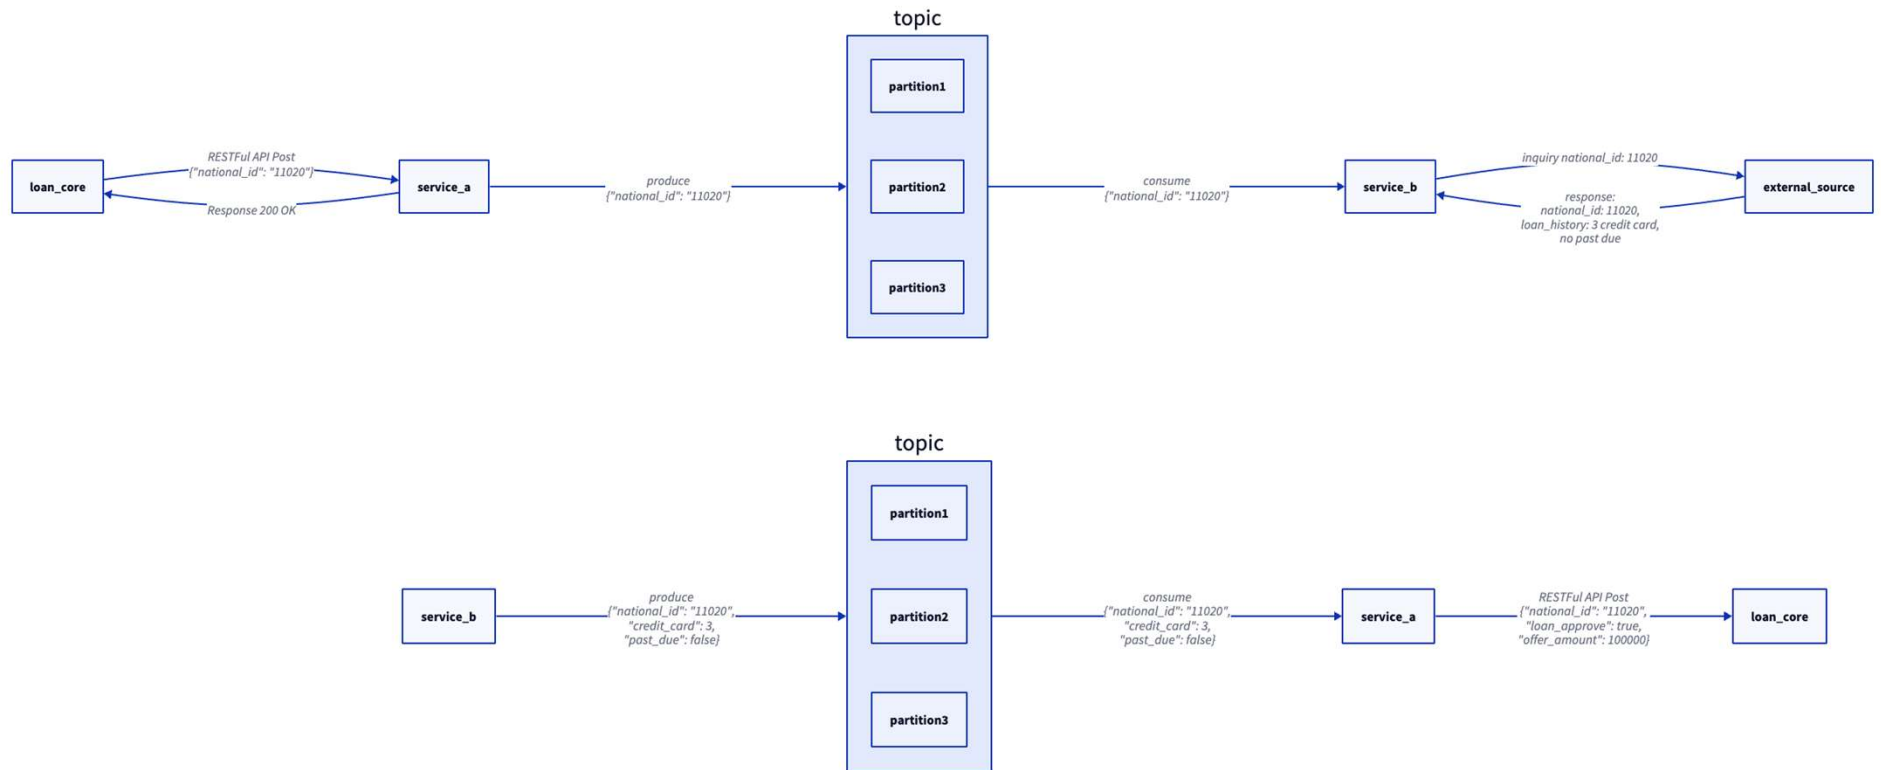 topic
partition1
partition2
partition3
loan_core
RESTFul API Post
{"national_id": "11020"}
Response 200 OK
service_a
produce
{"national_id": "11020"}
consume
{"national_id": "11020"}
service_b
inquiry national_id: 11020
response:
national_id: 11020,
loan_history: 3 credit card,
no past due
external_source
topic
partition1
partition2
partition3
service_b
produce
{"national_id": "11020",
"credit_card": 3,
"past_due": false}
consume
{"national_id": "11020",
"credit_card": 3,
"past_due": false}
service_a
RESTFul API Post
{"national_id": "11020",
"loan_approve": true,
"offer_amount": 100000}
loan_core